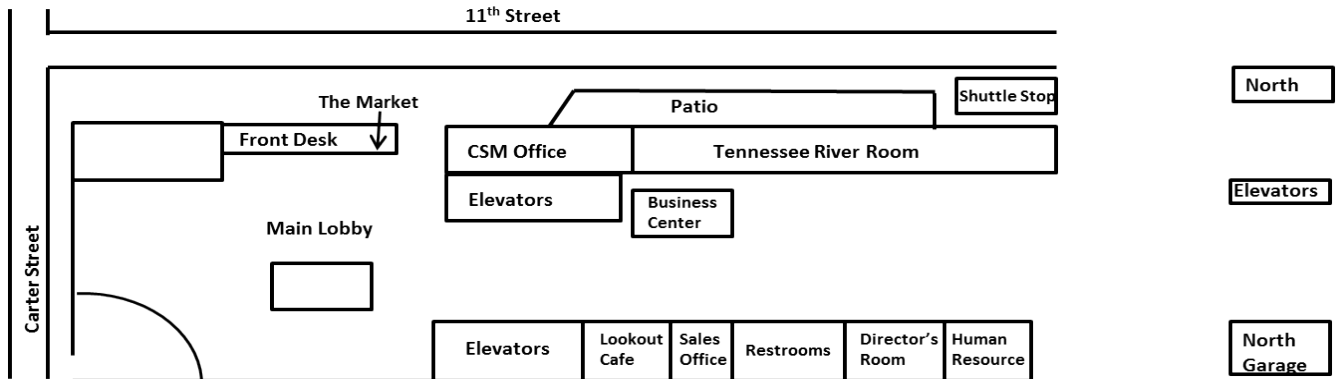 11th Street
North
Shuttle Stop
The Market
Patio
Front Desk
CSM Office
Tennessee River Room
Elevators
Elevators
Business
Center
Main Lobby
Carter Street
Elevators
Lookout
Cafe
Sales
Office
Restrooms
Director's
Room
Human
Resource
North
Garage